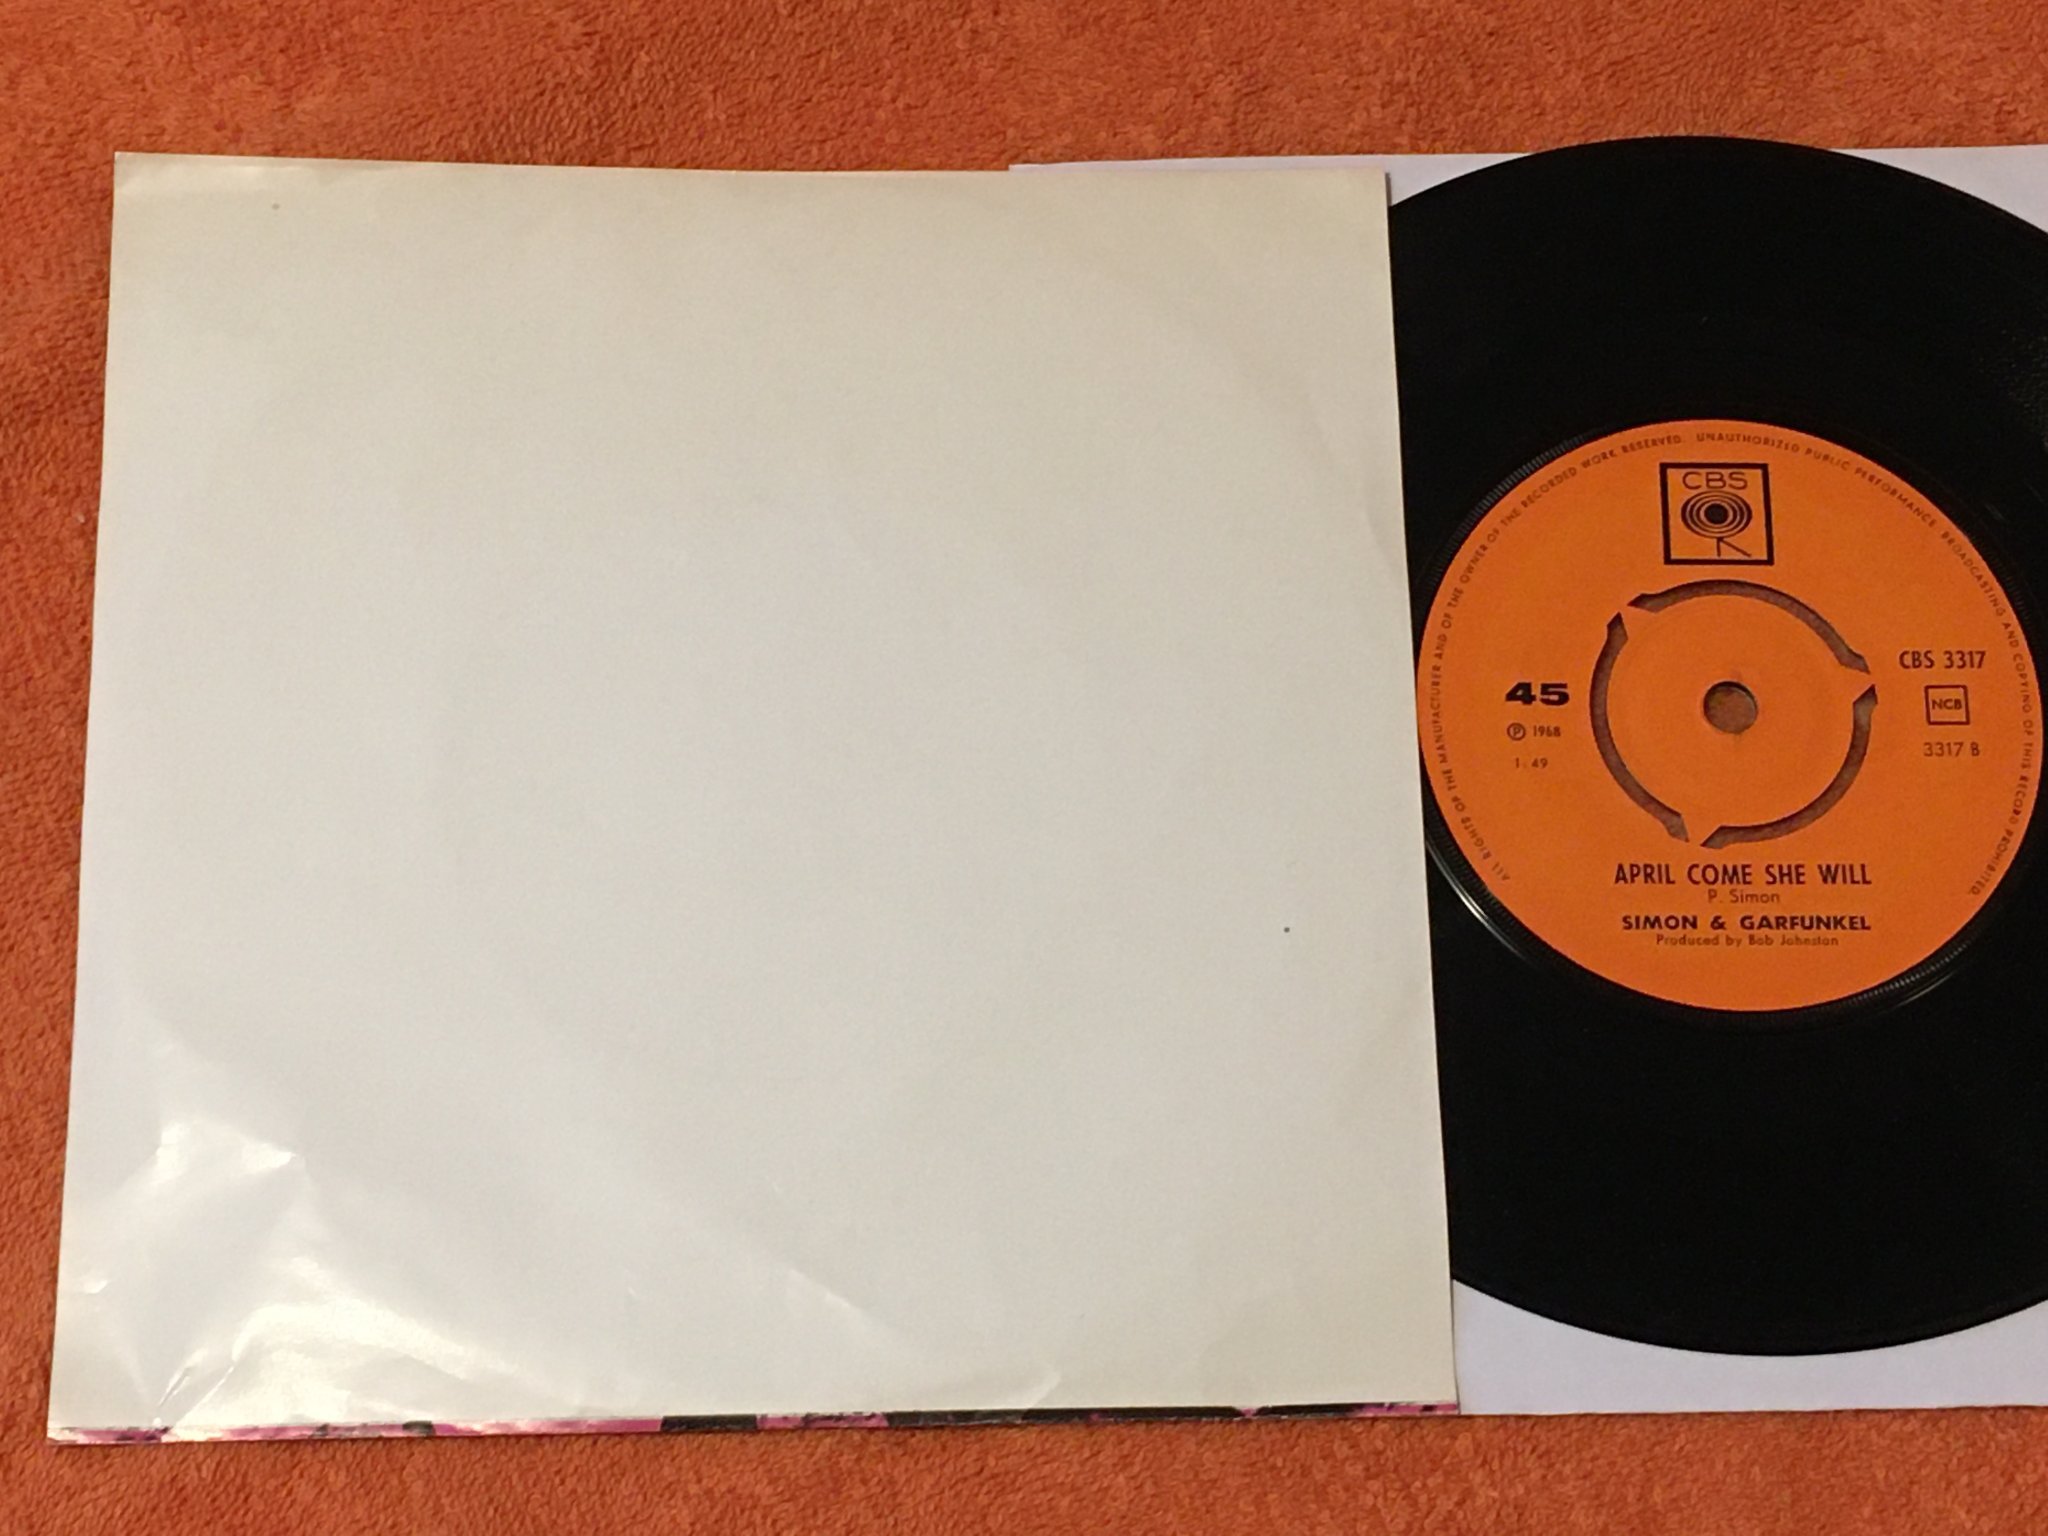 ALL RIGHTS OF THE MANUFACTURER AND OF THE OWNER OF THE RECORDED WORK RESERVED. UNAUTHORIZED PUBLIC PERFORMANCE BROADCASTING AND COPYING OF THIS RECORD PROHIBITED.
CBS
45
℗ 1968
1.49
CBS 3317
NCB
3317 B
APRIL COME SHE WILL
P. Simon
SIMON & GARFUNKEL
Produced by Bob Johnston